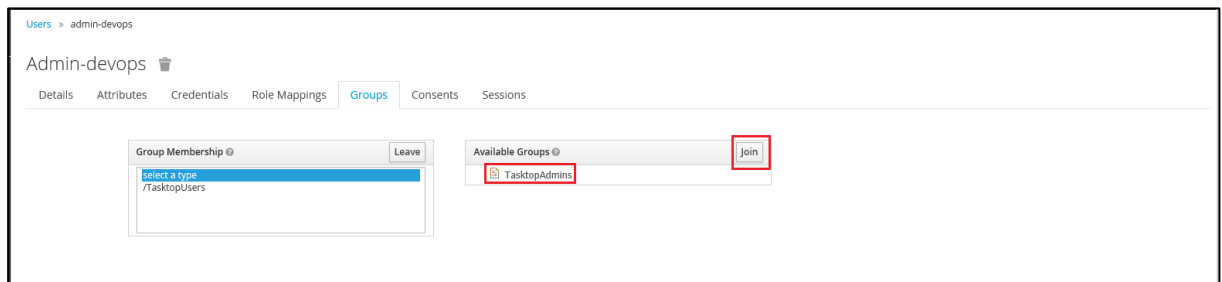 Users » admin-devops
Admin-devops
Details Attributes Credentials Role Mappings Groups Consents Sessions
Group Membership Leave
select a type
/TasktopUsers
Available Groups Join
TasktopAdmins